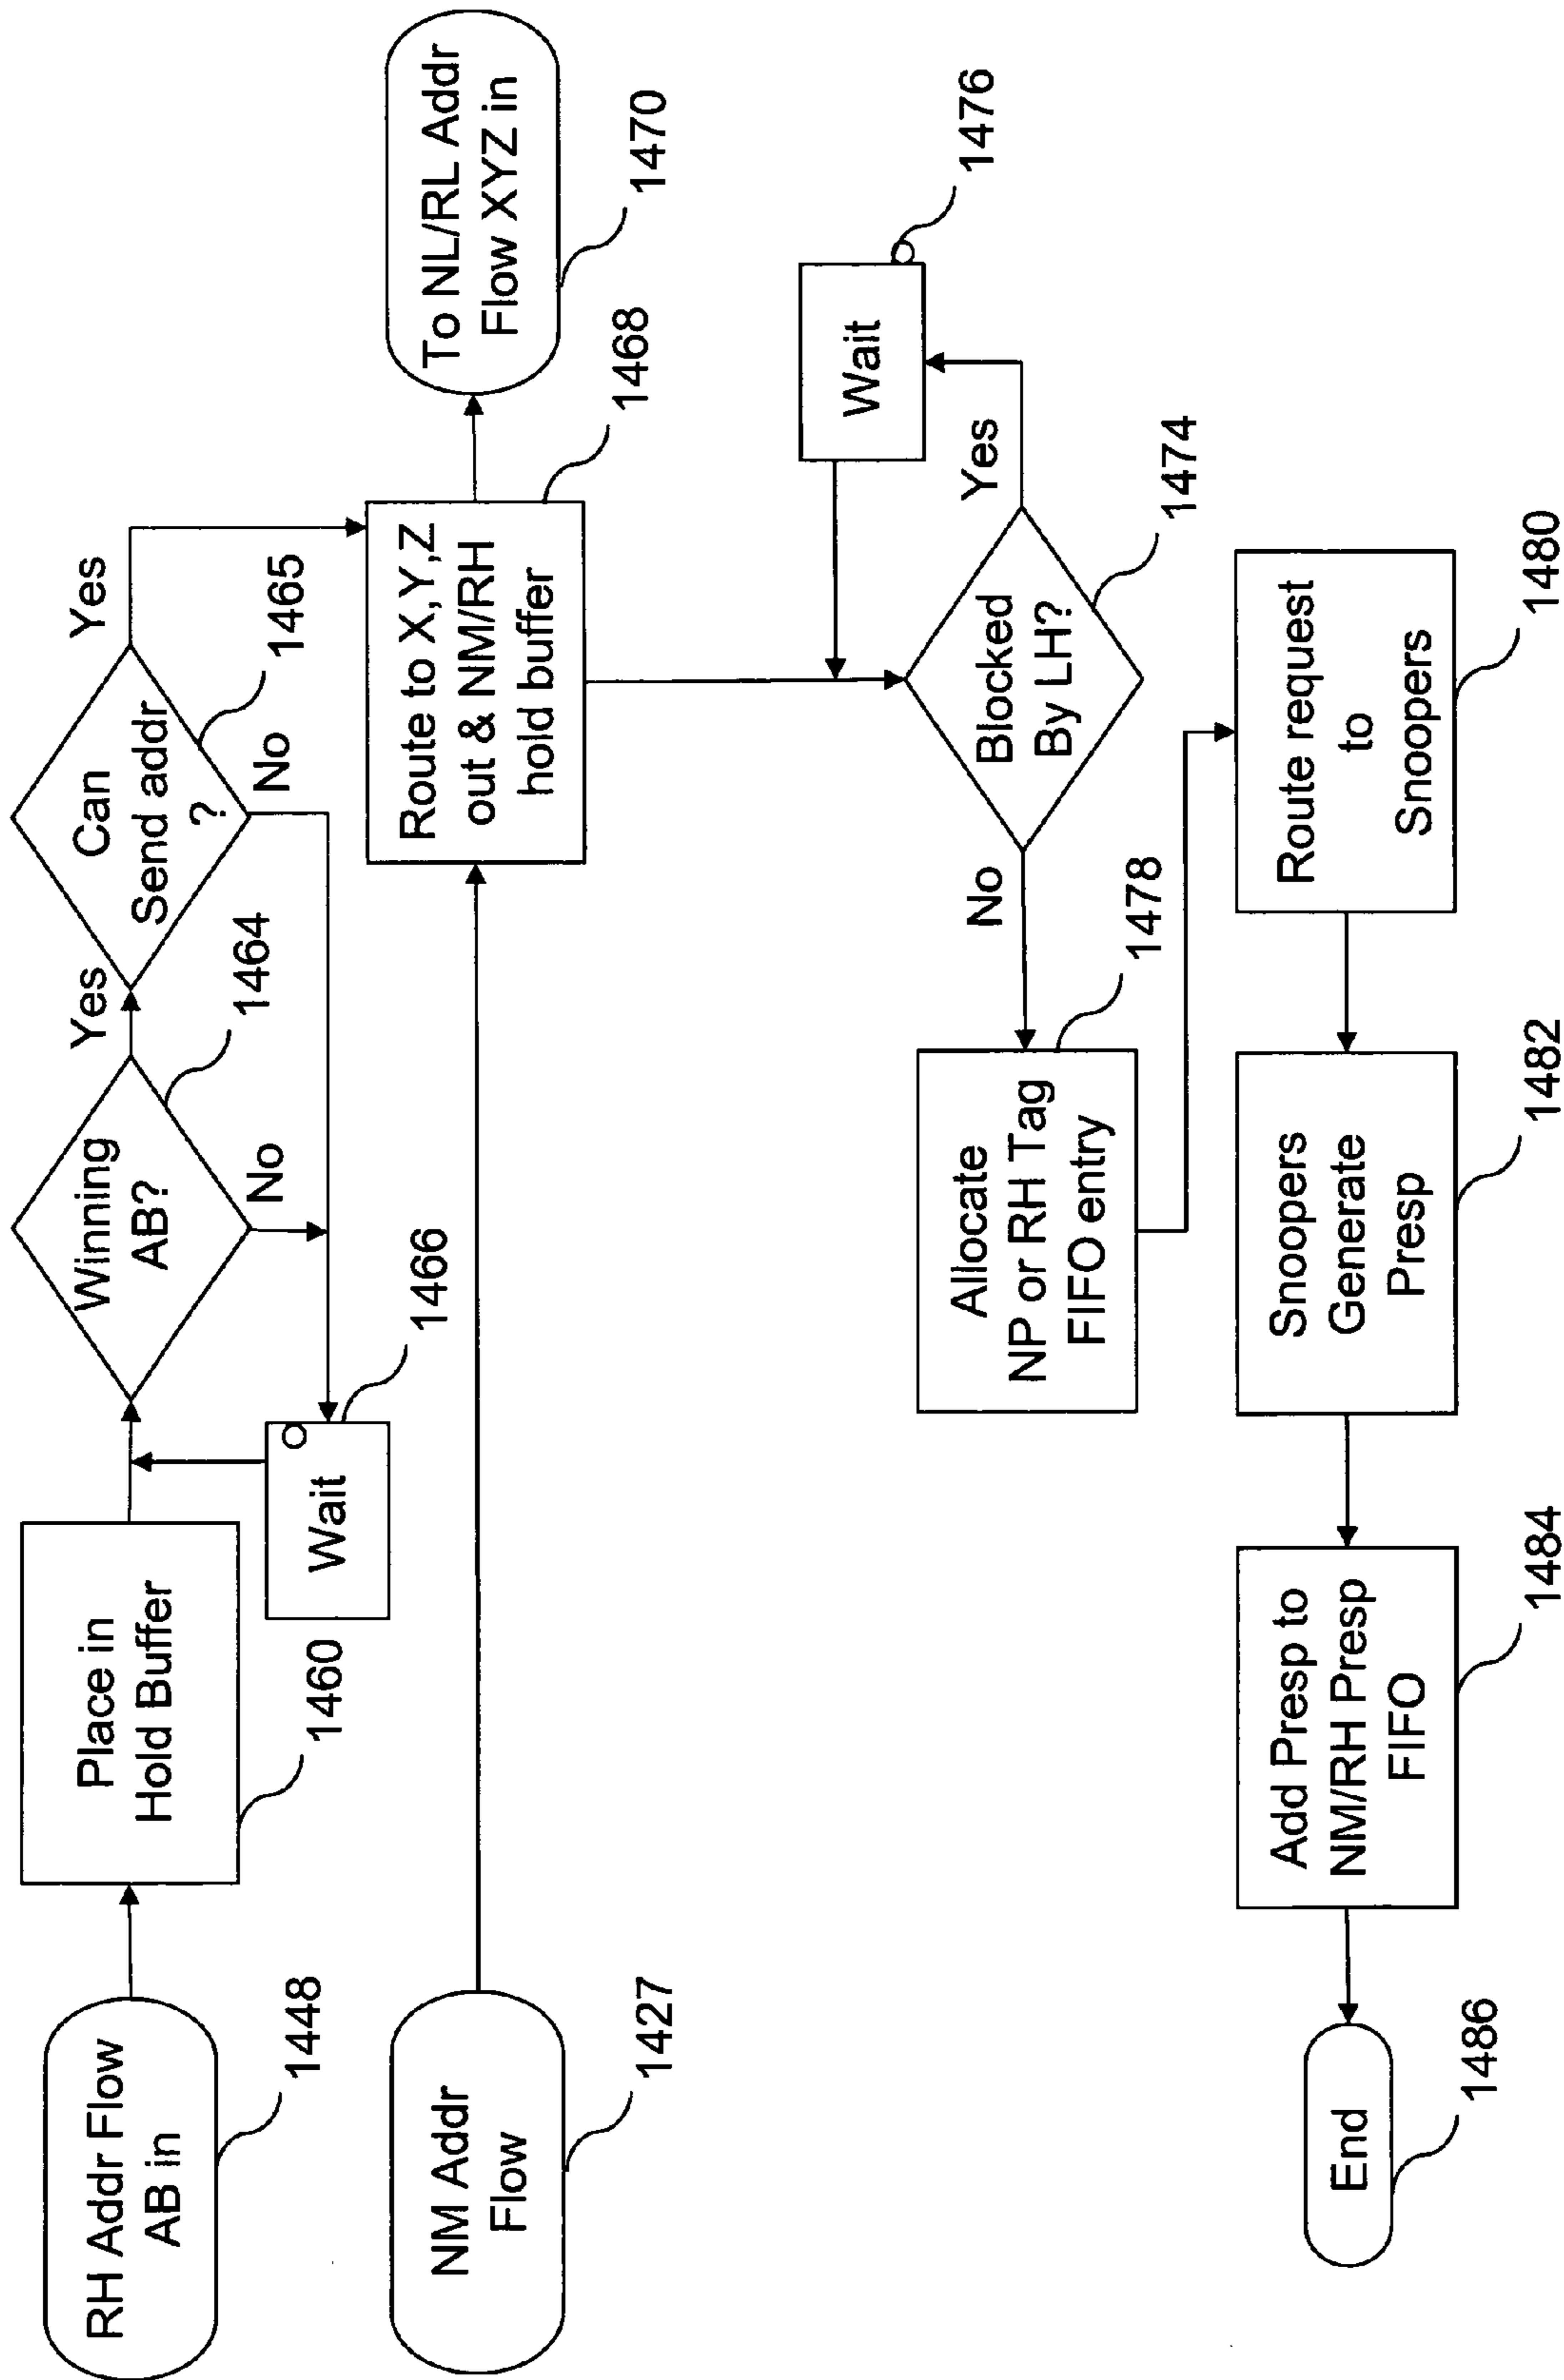 RH Addr Flow
AB in
1448
Place in
Hold Buffer
1460
Wait
1466
Winning
AB?
1464
Yes
No
Can
Send addr
?
1465
Yes
No
NM Addr
Flow
1427
Route to X,Y,Z
out & NM/RH
hold buffer
1468
To NL/RL Addr
Flow XYZ in
1470
Wait
1476
Blocked
By LH?
1474
Yes
No
Allocate
NP or RH Tag
FIFO entry
1478
Route request
to
Snoopers
1480
Snoopers
Generate
Presp
1482
Add Presp to
NM/RH Presp
FIFO
1484
End
1486